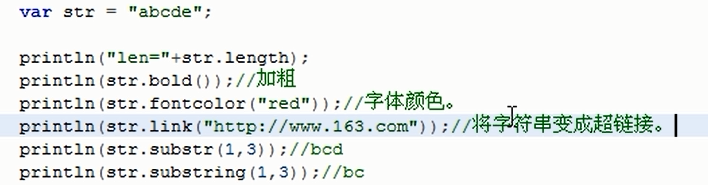 var str = "abcde";
println("len="+str.length);
println(str.bold());//加粗
println(str.fontcolor("red"));//字体颜色。
println(str.link("http://www.163.com"));//将字符串变成超链接。
println(str.substr(1,3));//bcd
println(str.substring(1,3));//bc